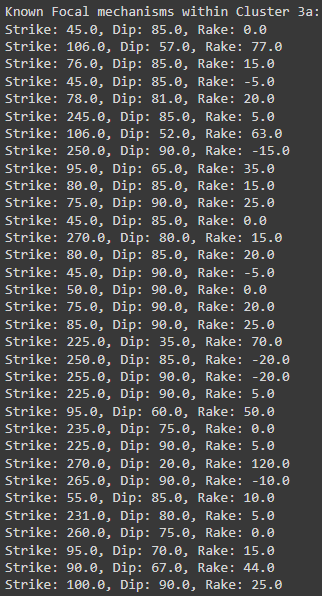 Known Focal mechanisms within Cluster 3a:
Strike: 45.0, Dip: 85.0, Rake: 0.0
Strike: 106.0, Dip: 57.0, Rake: 77.0
Strike: 76.0, Dip: 85.0, Rake: 15.0
Strike: 45.0, Dip: 85.0, Rake: -5.0
Strike: 78.0, Dip: 81.0, Rake: 20.0
Strike: 245.0, Dip: 85.0, Rake: 5.0
Strike: 106.0, Dip: 52.0, Rake: 63.0
Strike: 250.0, Dip: 90.0, Rake: -15.0
Strike: 95.0, Dip: 65.0, Rake: 35.0
Strike: 80.0, Dip: 85.0, Rake: 15.0
Strike: 75.0, Dip: 90.0, Rake: 25.0
Strike: 45.0, Dip: 85.0, Rake: 0.0
Strike: 270.0, Dip: 80.0, Rake: 15.0
Strike: 80.0, Dip: 85.0, Rake: 20.0
Strike: 45.0, Dip: 90.0, Rake: -5.0
Strike: 50.0, Dip: 90.0, Rake: 0.0
Strike: 75.0, Dip: 90.0, Rake: 20.0
Strike: 85.0, Dip: 90.0, Rake: 25.0
Strike: 225.0, Dip: 35.0, Rake: 70.0
Strike: 250.0, Dip: 85.0, Rake: -20.0
Strike: 255.0, Dip: 90.0, Rake: -20.0
Strike: 225.0, Dip: 90.0, Rake: 5.0
Strike: 95.0, Dip: 60.0, Rake: 50.0
Strike: 235.0, Dip: 75.0, Rake: 0.0
Strike: 225.0, Dip: 90.0, Rake: 5.0
Strike: 270.0, Dip: 20.0, Rake: 120.0
Strike: 265.0, Dip: 90.0, Rake: -10.0
Strike: 55.0, Dip: 85.0, Rake: 10.0
Strike: 231.0, Dip: 80.0, Rake: 5.0
Strike: 260.0, Dip: 75.0, Rake: 0.0
Strike: 95.0, Dip: 70.0, Rake: 15.0
Strike: 90.0, Dip: 67.0, Rake: 44.0
Strike: 100.0, Dip: 90.0, Rake: 25.0